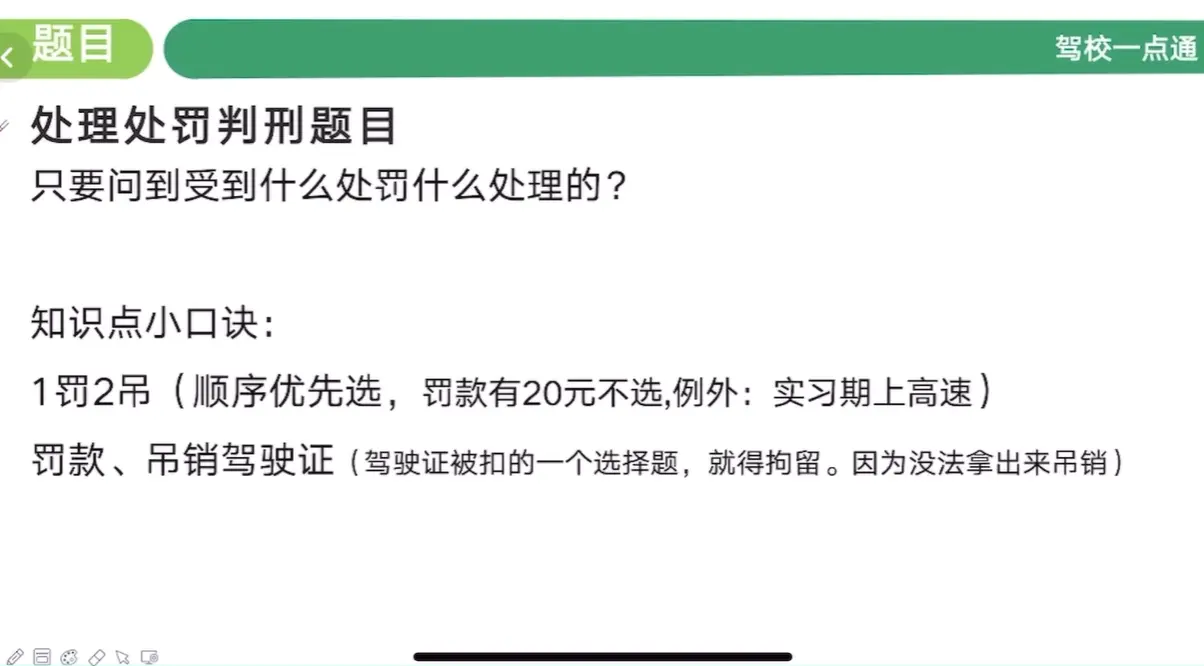 题目
驾校一点通
处理处罚判刑题目
只要问到受到什么处罚什么处理的？
知识点小口诀：
1罚2吊（顺序优先选，罚款有20元不选,例外：实习期上高速）
罚款、吊销驾驶证（驾驶证被扣的一个选择题，就得拘留。因为没法拿出来吊销）